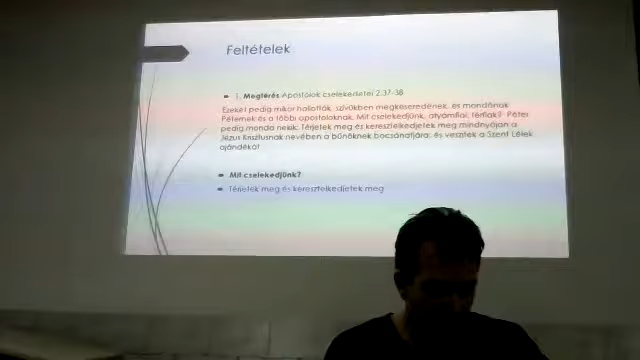 Feltételek
1. Megtérés Apostolok cselekedetei 2:37-38
Ezeket pedig mikor hallották, szívükben megkeseredének, és mondának
Péternek és a többi apostoloknak: Mit cselekedjünk, atyámfiai, férfiak? Péter
pedig monda nekik: Térjetek meg és keresztelkedjetek meg mindnyájan a
Jézus Krisztusnak nevében a bűnöknek bocsánatjára; és veszitek a Szent Lélek
ajándékát
Mit cselekedjünk?
Térjetek meg és keresztelkedjetek meg